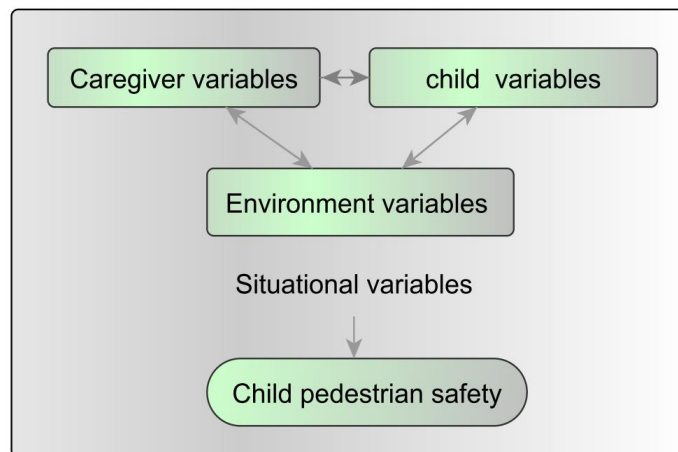 Caregiver variables
child variables
Environment variables
Situational variables
Child pedestrian safety